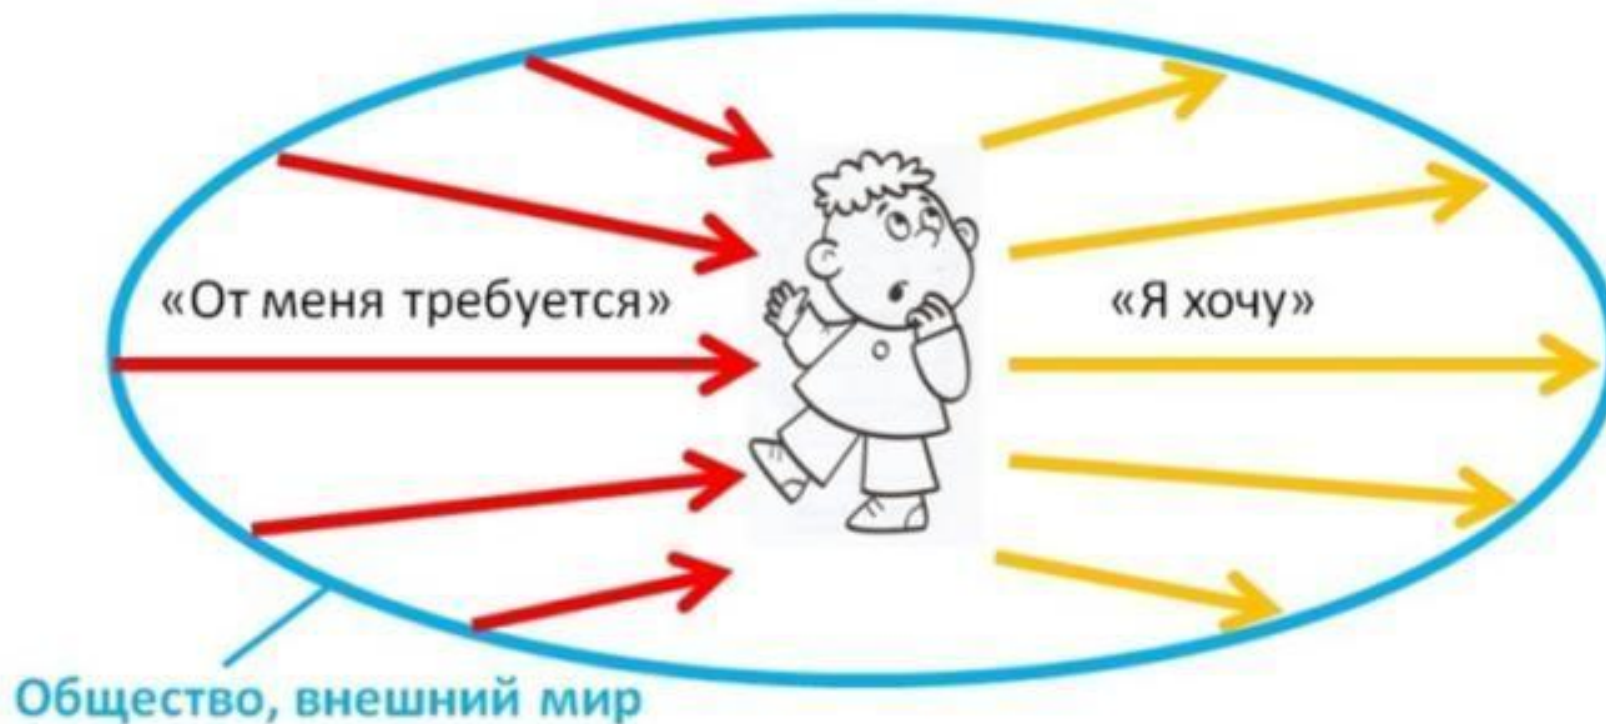 «От меня требуется»
«Я хочу»
Общество, внешний мир